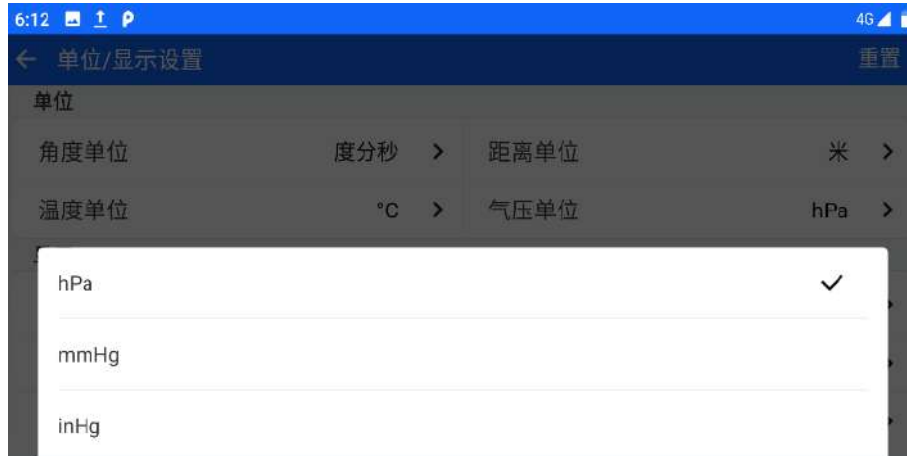 6:12 4G
单位/显示设置 重置
单位
角度单位 度分秒 距离单位 米
温度单位 °C 气压单位 hPa
hPa
mmHg
inHg